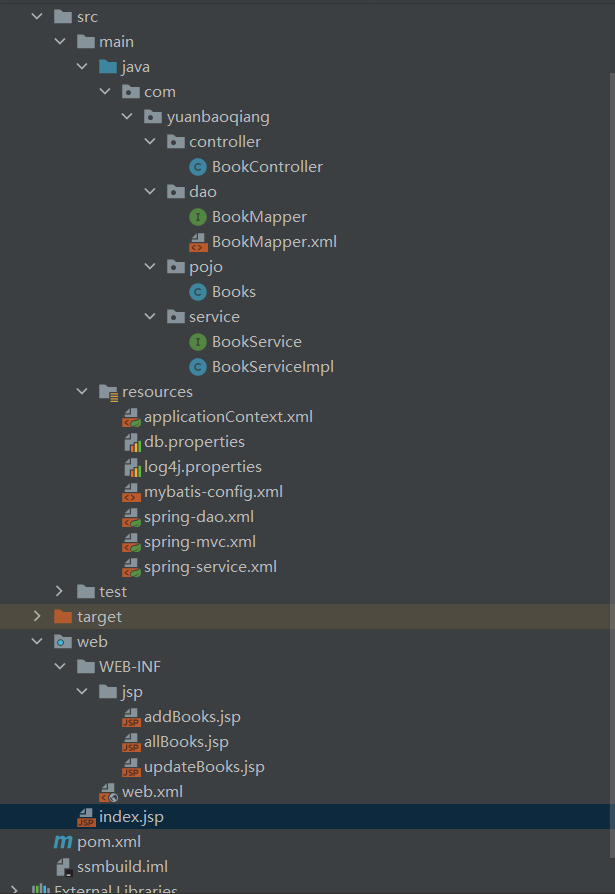 src
main
java
com
yuanbaoqiang
controller
BookController
dao
BookMapper
BookMapper.xml
pojo
Books
service
BookService
BookServiceImpl
resources
applicationContext.xml
db.properties
log4j.properties
mybatis-config.xml
spring-dao.xml
spring-mvc.xml
spring-service.xml
test
target
web
WEB-INF
jsp
addBooks.jsp
allBooks.jsp
updateBooks.jsp
web.xml
index.jsp
pom.xml
ssmbuild.iml
External Libraries